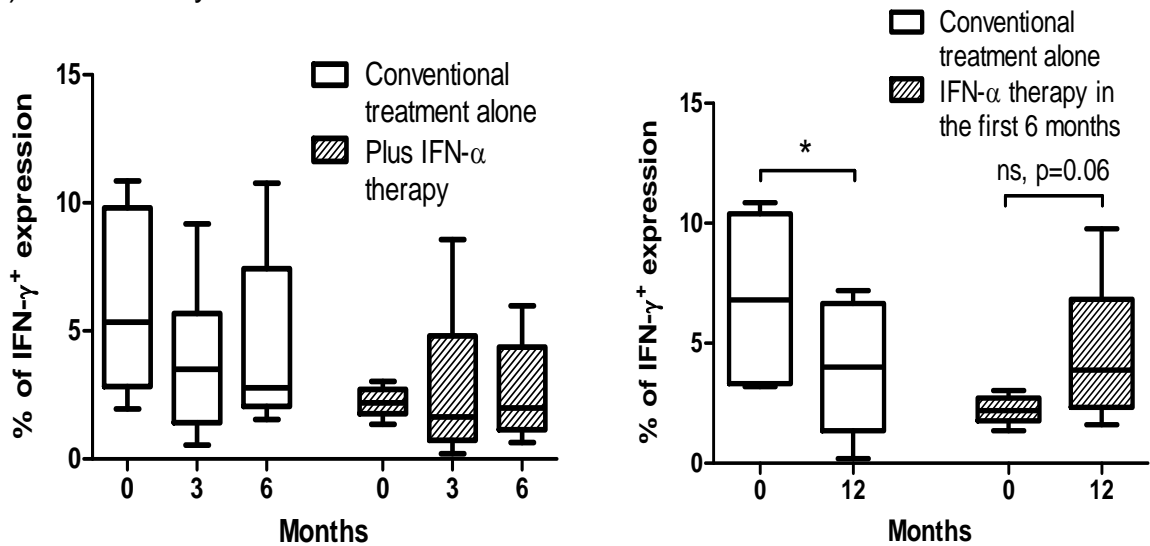 Conventional
treatment alone
Plus IFN-α
therapy
% of IFN-γ+ expression
15
10
5
0
0 3 6 0 3 6
Months
Conventional
treatment alone
IFN-α therapy in
the first 6 months
% of IFN-γ+ expression
15
10
5
0
*
ns, p=0.06
0 12 0 12
Months